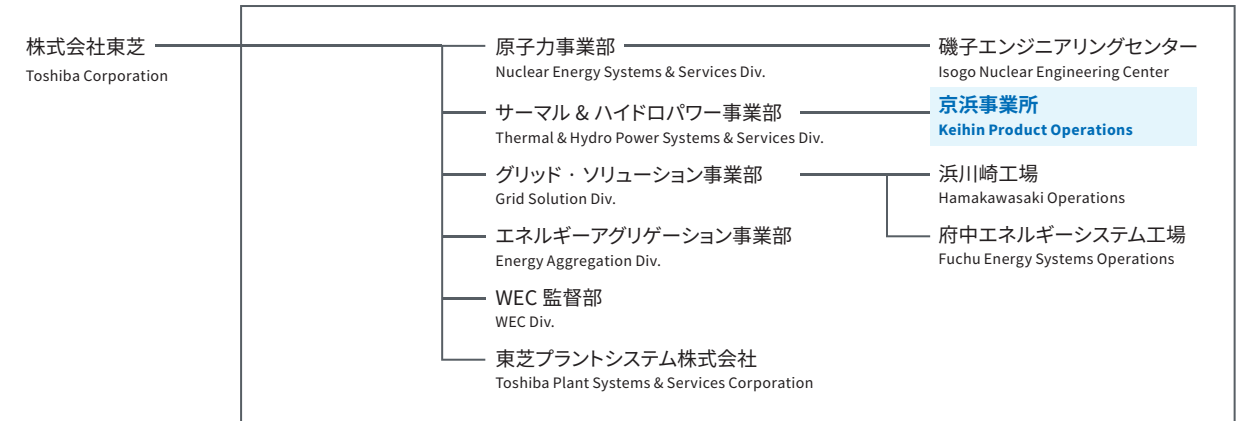 株式会社東芝
Toshiba Corporation
原子力事業部
Nuclear Energy Systems & Services Div.
磯子エンジニアリングセンター
Isogo Nuclear Engineering Center
サーマル & ハイドロパワー事業部
Thermal & Hydro Power Systems & Services Div.
京浜事業所
Keihin Product Operations
グリッド・ソリューション事業部
Grid Solution Div.
浜川崎工場
Hamakawasaki Operations
府中エネルギーシステム工場
Fuchu Energy Systems Operations
エネルギーアグリゲーション事業部
Energy Aggregation Div.
WEC 監督部
WEC Div.
東芝プラントシステム株式会社
Toshiba Plant Systems & Services Corporation